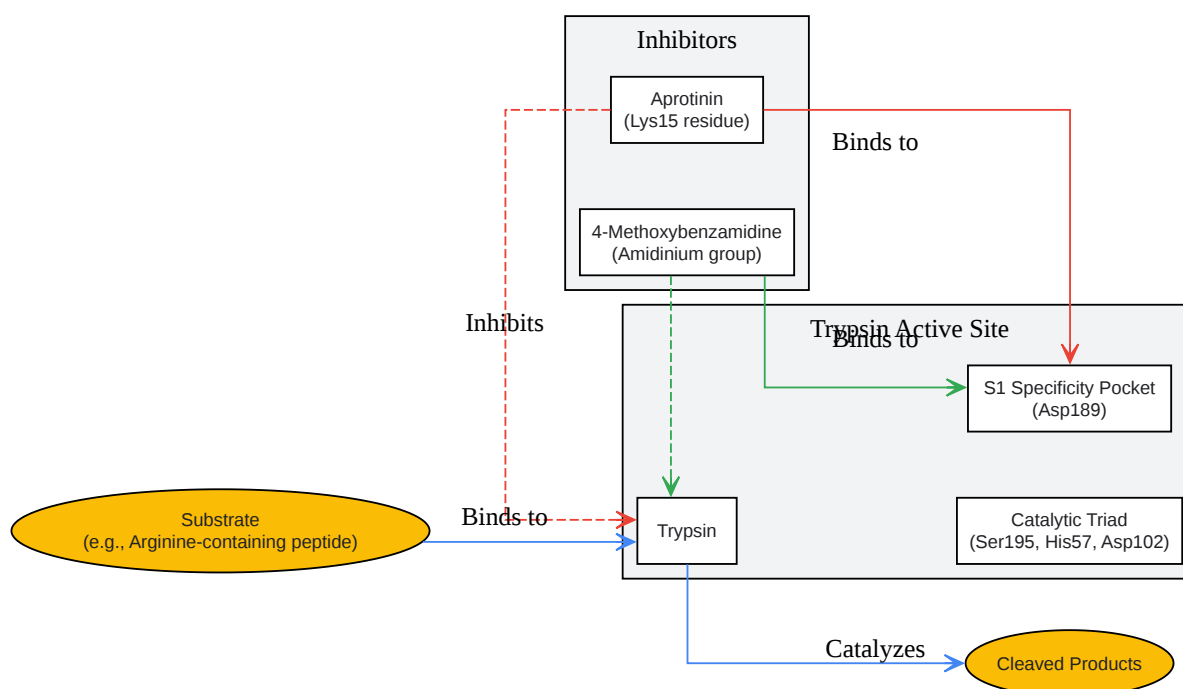 Inhibitors
Aprotinin
(Lys15 residue)
Binds to
4-Methoxybenzamidine
(Amidinium group)
Inhibits
Trypsin Active Site
Binds to
S1 Specificity Pocket
(Asp189)
Substrate
(e.g., Arginine-containing peptide)
Binds to
Trypsin
Catalytic Triad
(Ser195, His57, Asp102)
Catalyzes
Cleaved Products